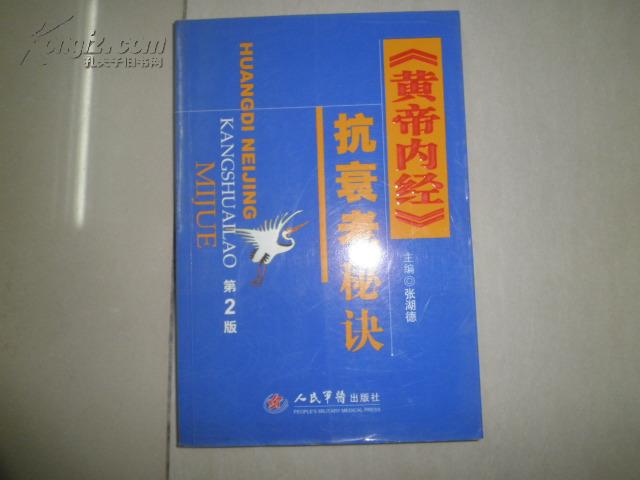 Kongfz.com
孔夫子旧书网
《黄帝内经》
抗衰老秘诀
主编◎张湖德
HUANGDI NEIJING
KANGSHUAILAO
MIJUE
第2版
人民军医出版社
PEOPLE'S MILITARY MEDICAL PRESS